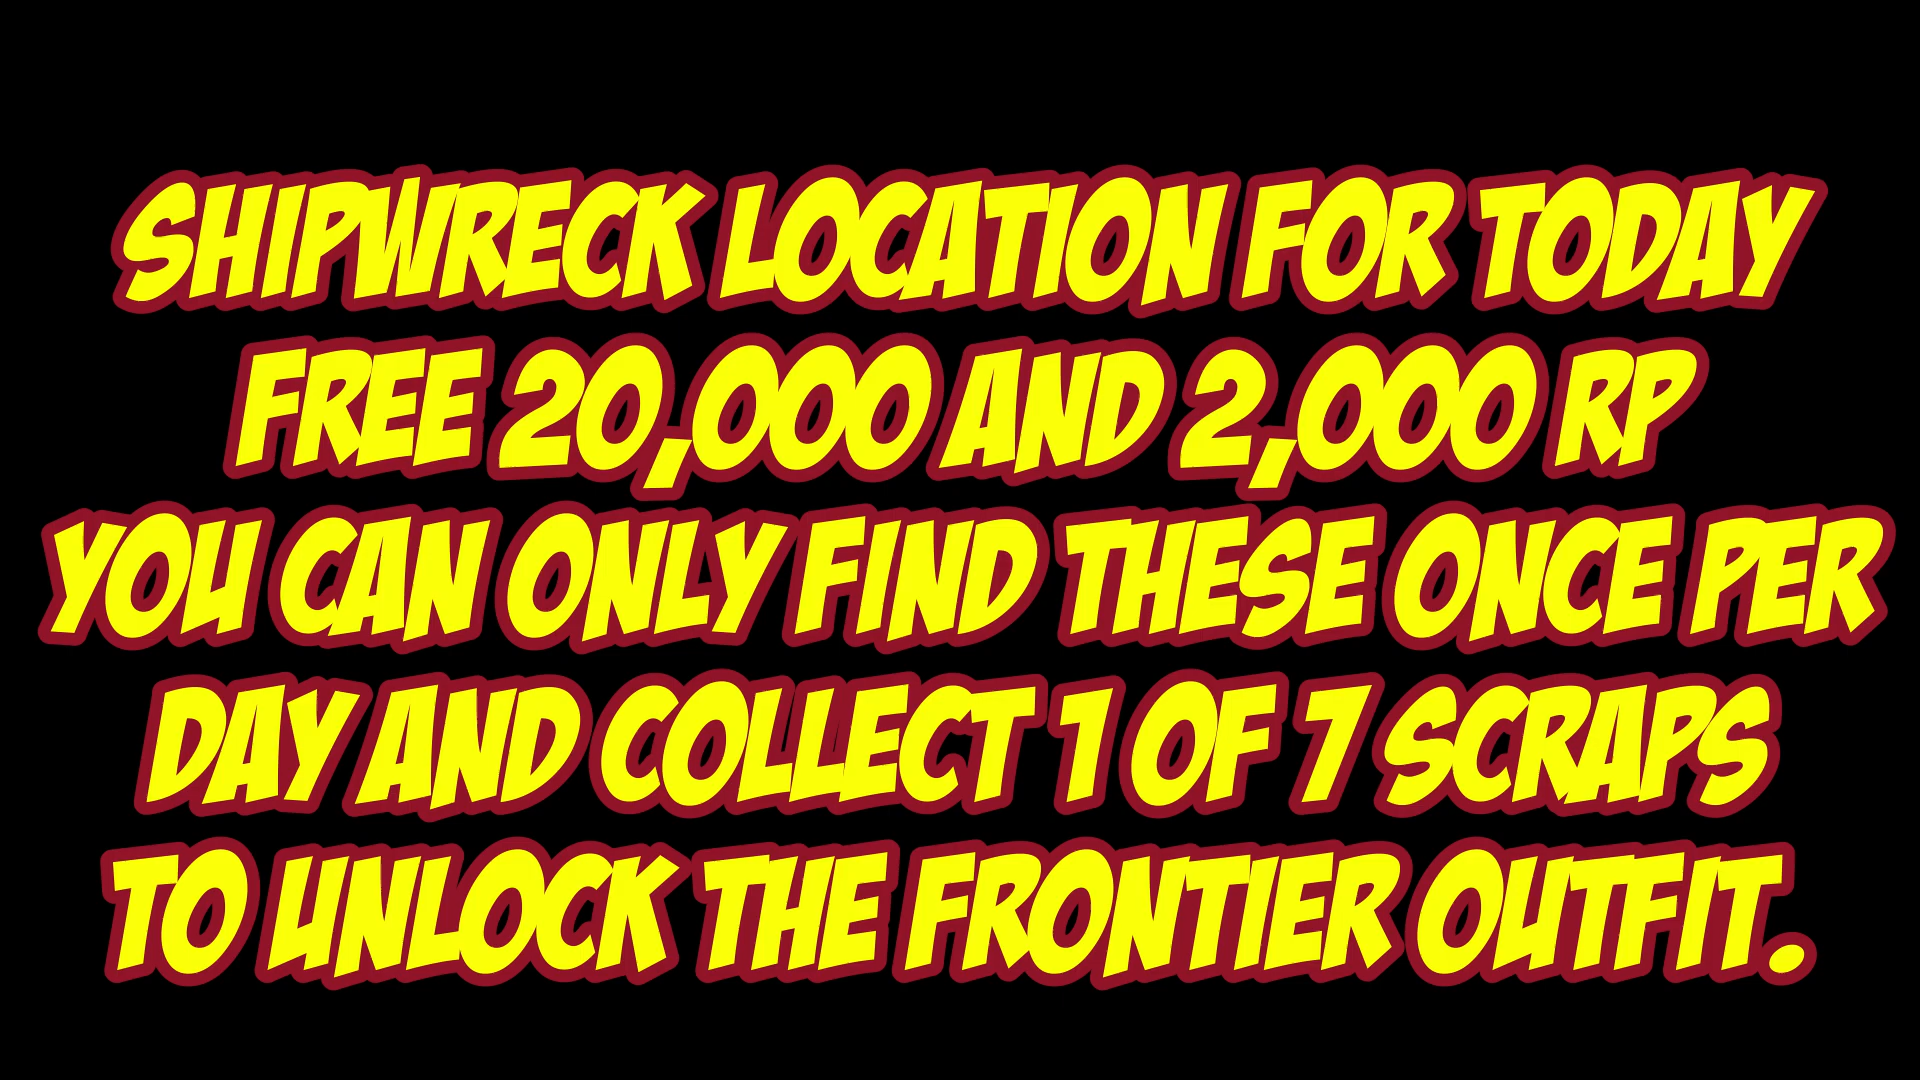 SHIPWRECK LOCATION FOR TODAY
FREE 20,000 AND 2,000 RP
YOU CAN ONLY FIND THESE ONCE PER
DAY AND COLLECT 1 OF 7 SCRAPS
TO UNLOCK THE FRONTIER OUTFIT.